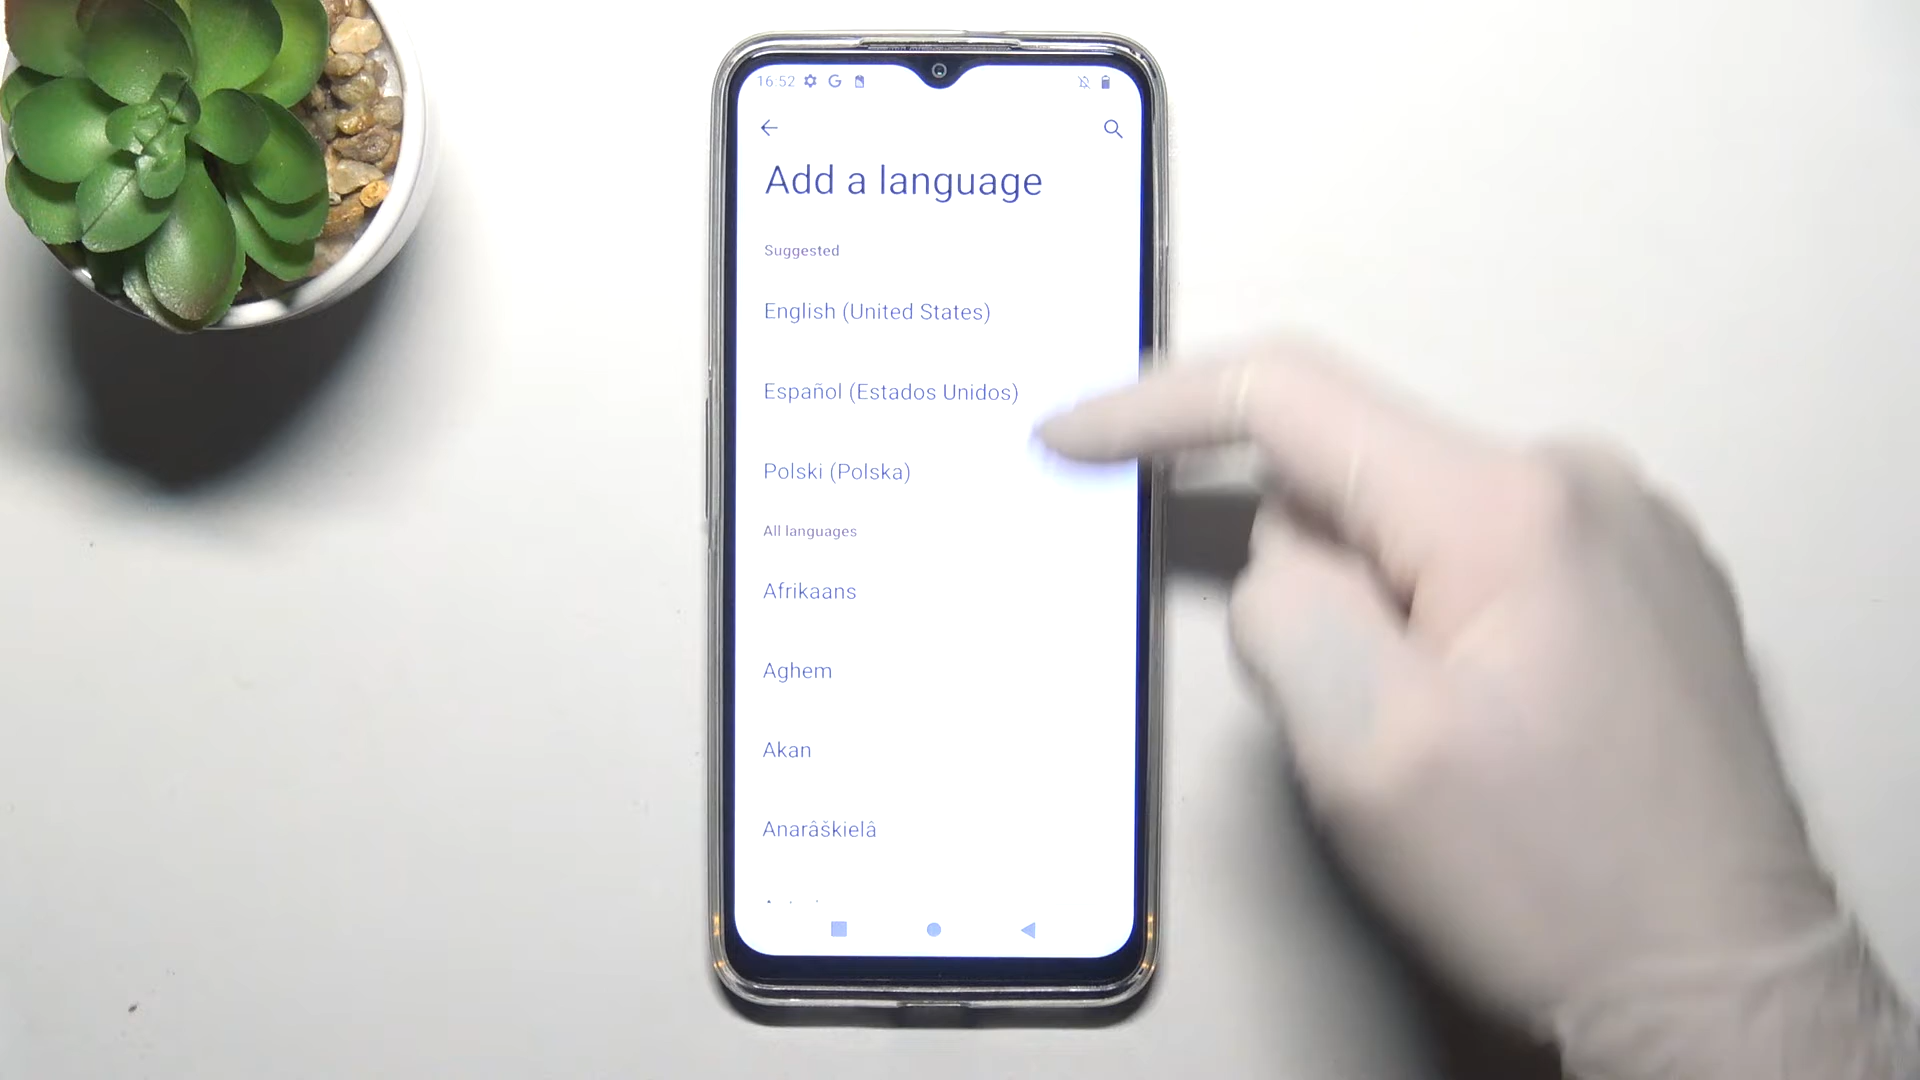 16:52
Add a language
Suggested
English (United States)
Español (Estados Unidos)
Polski (Polska)
All languages
Afrikaans
Aghem
Akan
Anarâškielâ